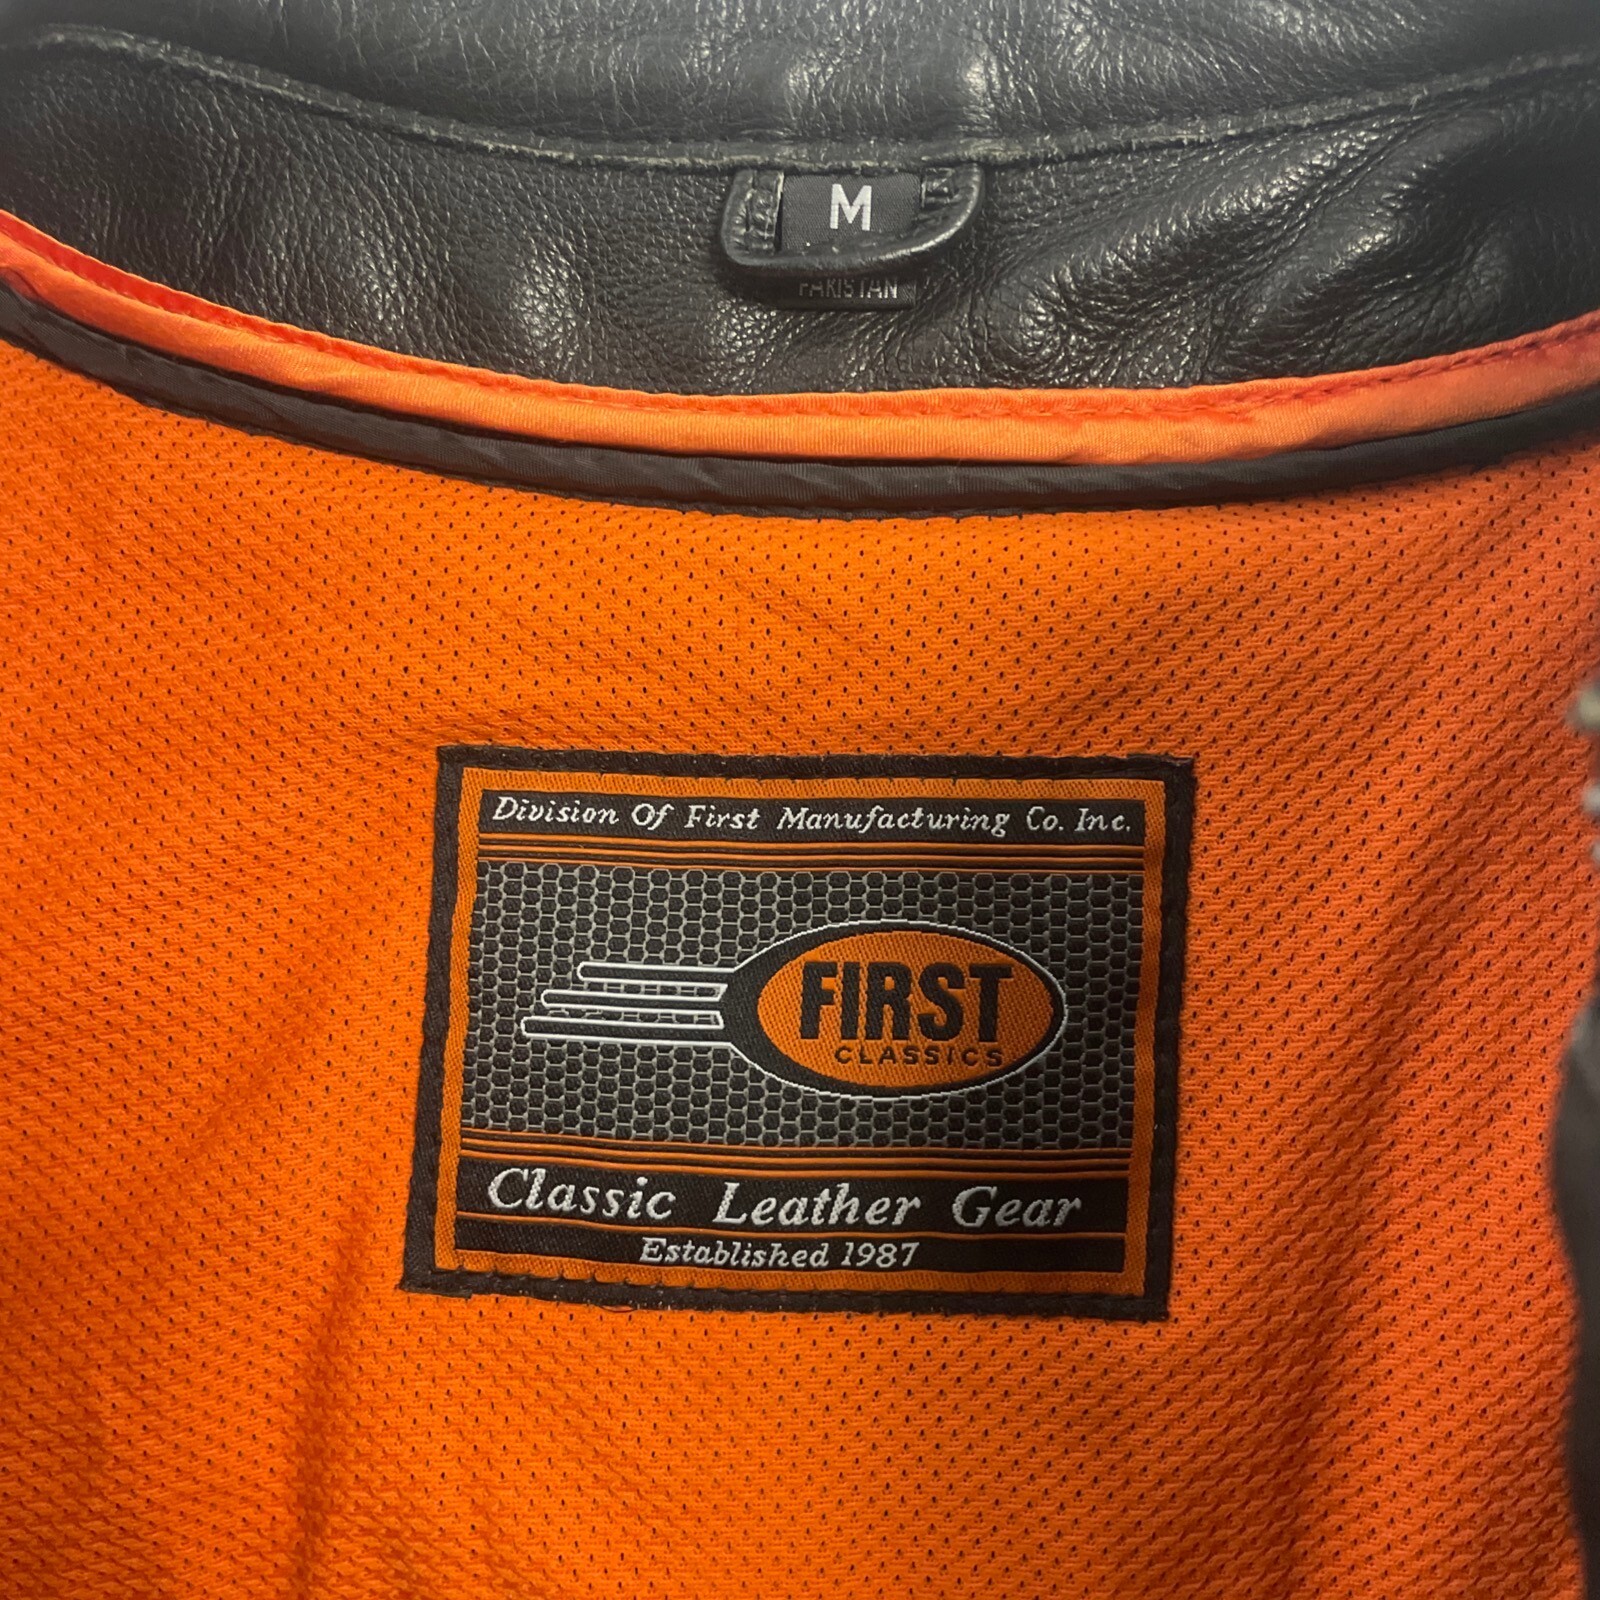 M
PAKISTAN
Division Of First Manufacturing Co. Inc.
FIRST
CLASSICS
Classic Leather Gear
Established 1987